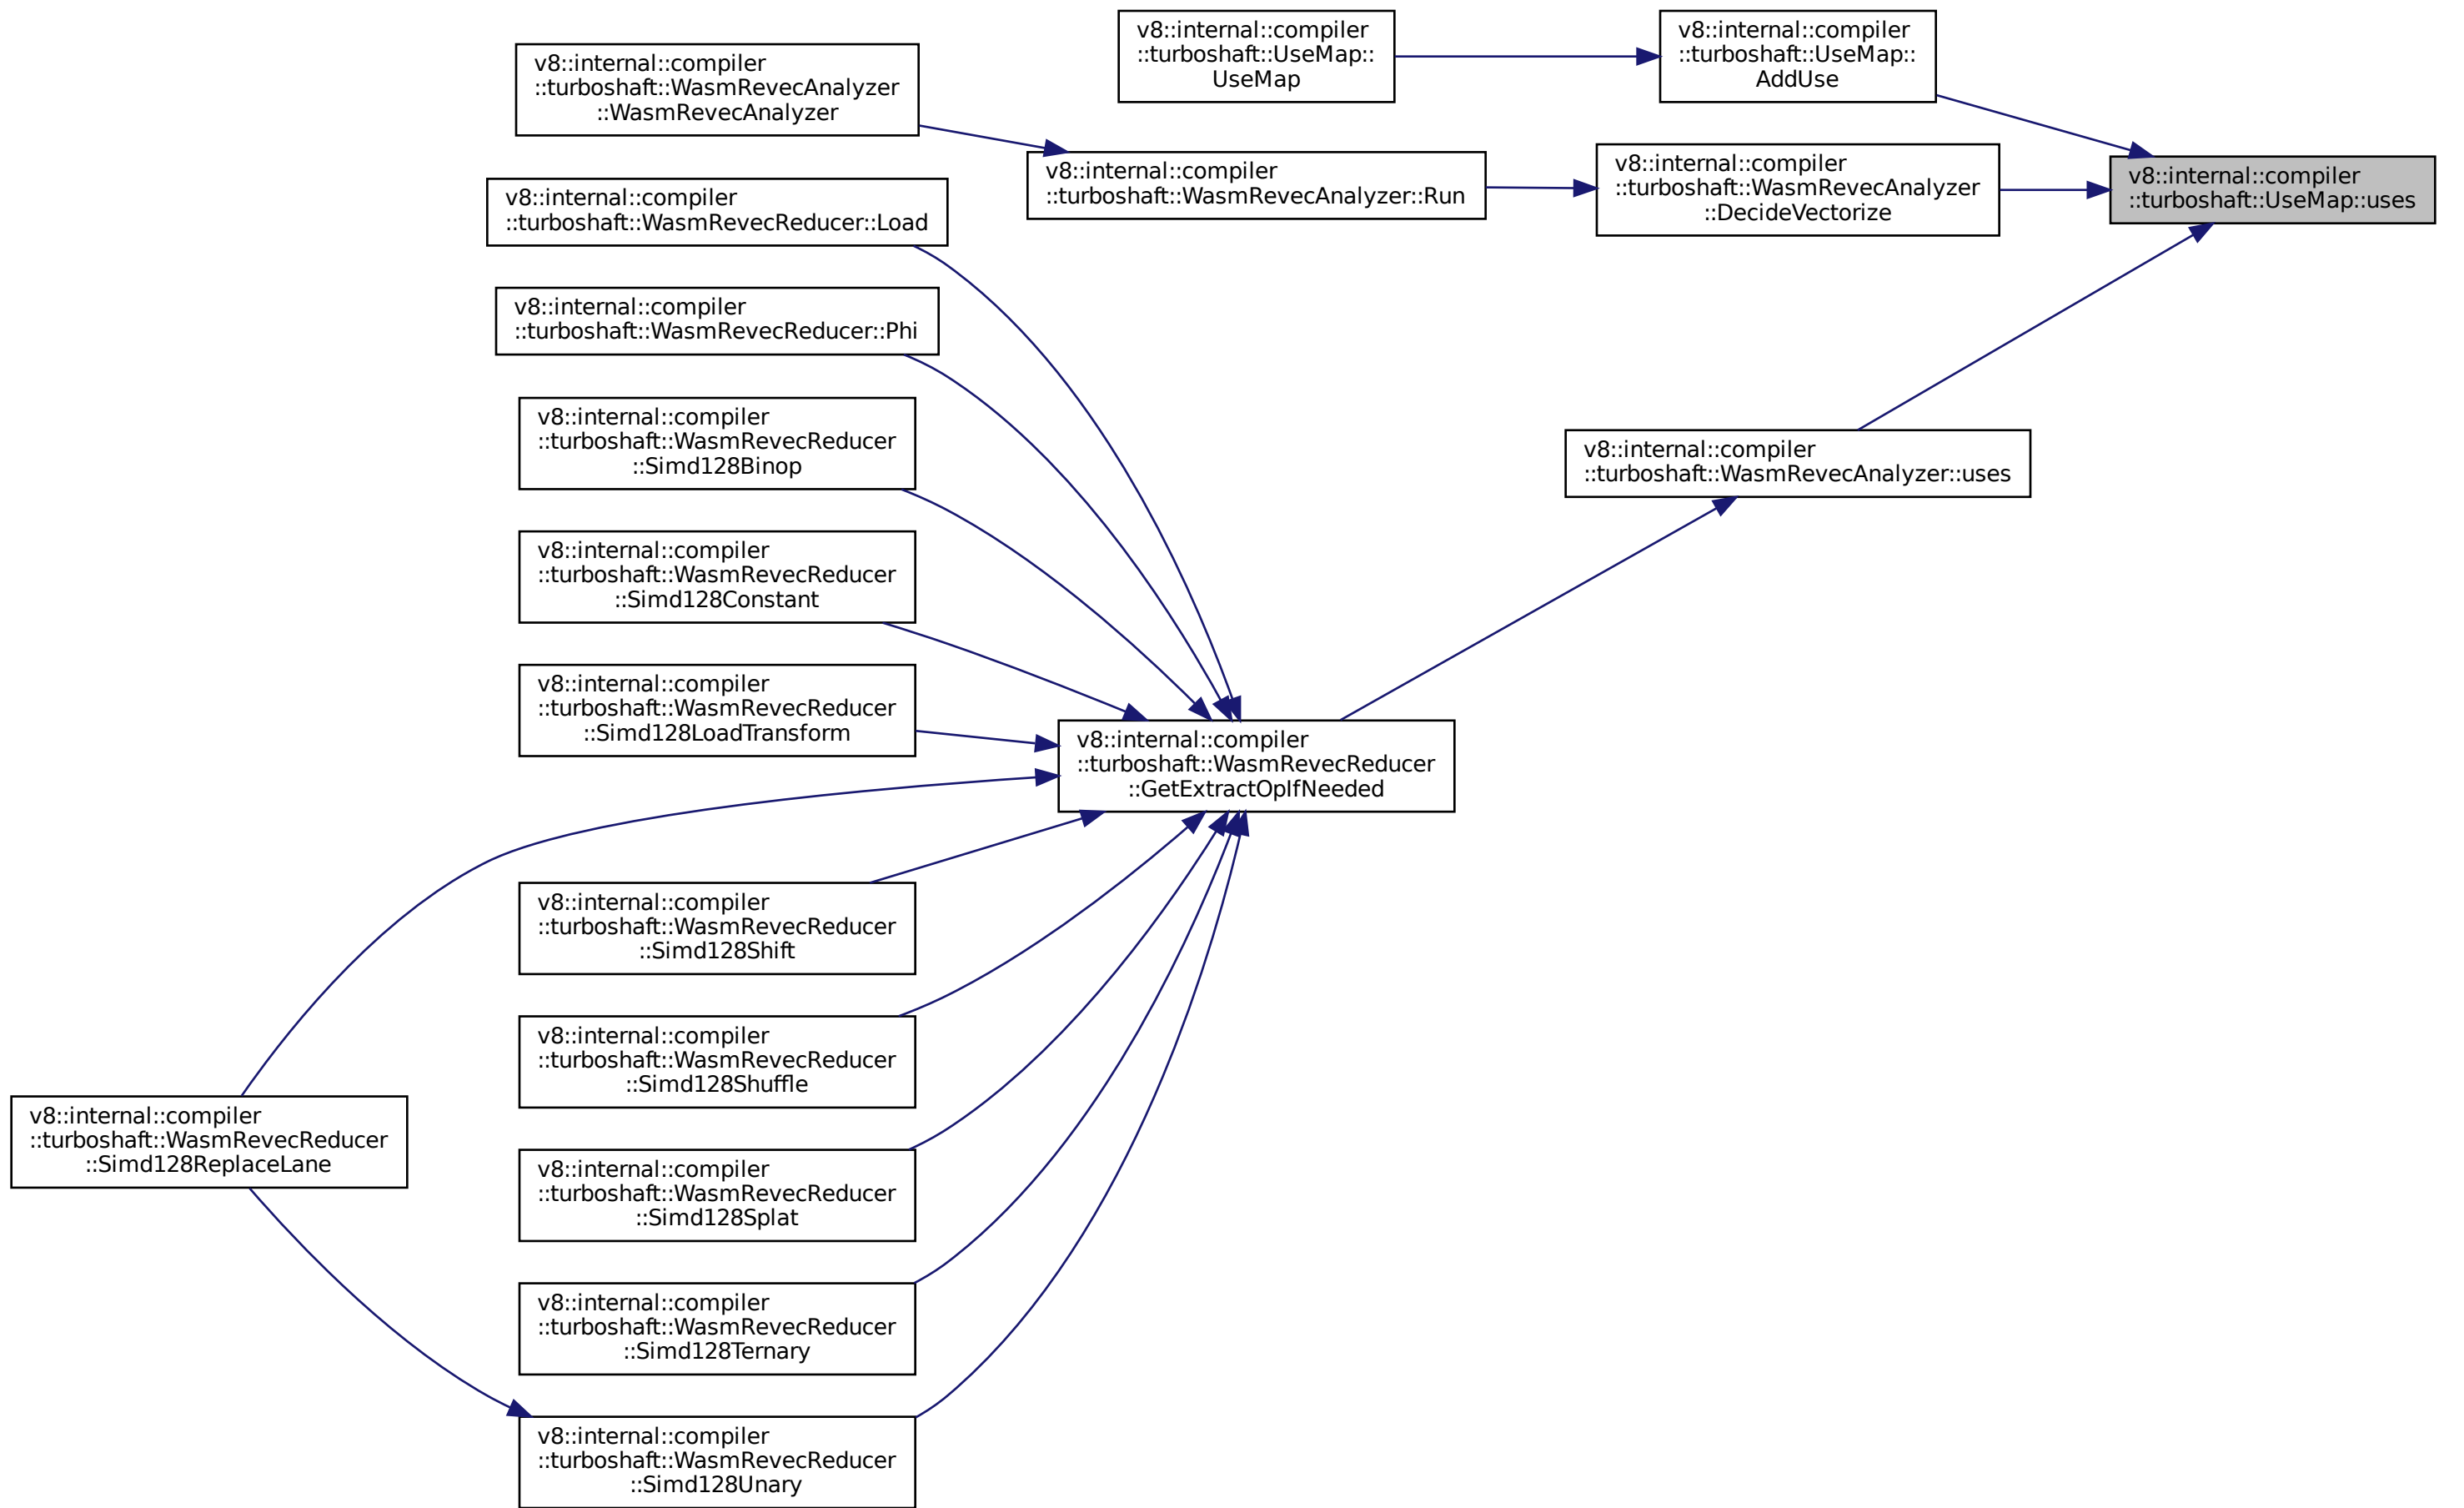 v8::internal::compiler
::turboshaft::UseMap::
UseMap
v8::internal::compiler
::turboshaft::UseMap::
AddUse
v8::internal::compiler
::turboshaft::WasmRevecAnalyzer
::WasmRevecAnalyzer
v8::internal::compiler
::turboshaft::WasmRevecAnalyzer::Run
v8::internal::compiler
::turboshaft::WasmRevecAnalyzer
::DecideVectorize
v8::internal::compiler
::turboshaft::UseMap::uses
v8::internal::compiler
::turboshaft::WasmRevecReducer::Load
v8::internal::compiler
::turboshaft::WasmRevecReducer::Phi
v8::internal::compiler
::turboshaft::WasmRevecReducer
::Simd128Binop
v8::internal::compiler
::turboshaft::WasmRevecAnalyzer::uses
v8::internal::compiler
::turboshaft::WasmRevecReducer
::Simd128Constant
v8::internal::compiler
::turboshaft::WasmRevecReducer
::Simd128LoadTransform
v8::internal::compiler
::turboshaft::WasmRevecReducer
::GetExtractOpIfNeeded
v8::internal::compiler
::turboshaft::WasmRevecReducer
::Simd128Shift
v8::internal::compiler
::turboshaft::WasmRevecReducer
::Simd128Shuffle
v8::internal::compiler
::turboshaft::WasmRevecReducer
::Simd128ReplaceLane
v8::internal::compiler
::turboshaft::WasmRevecReducer
::Simd128Splat
v8::internal::compiler
::turboshaft::WasmRevecReducer
::Simd128Ternary
v8::internal::compiler
::turboshaft::WasmRevecReducer
::Simd128Unary